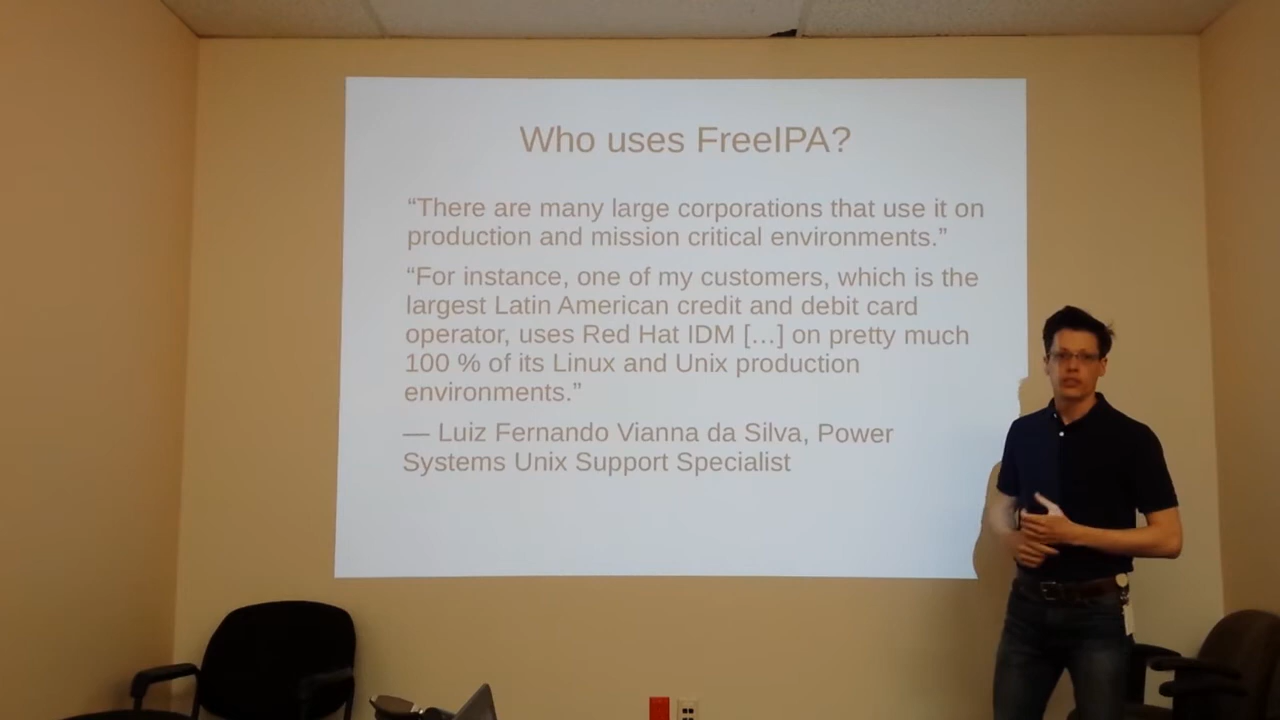 Who uses FreeIPA?
“There are many large corporations that use it on
production and mission critical environments.”
“For instance, one of my customers, which is the
largest Latin American credit and debit card
operator, uses Red Hat IDM […] on pretty much
100 % of its Linux and Unix production
environments.”
— Luiz Fernando Vianna da Silva, Power
Systems Unix Support Specialist